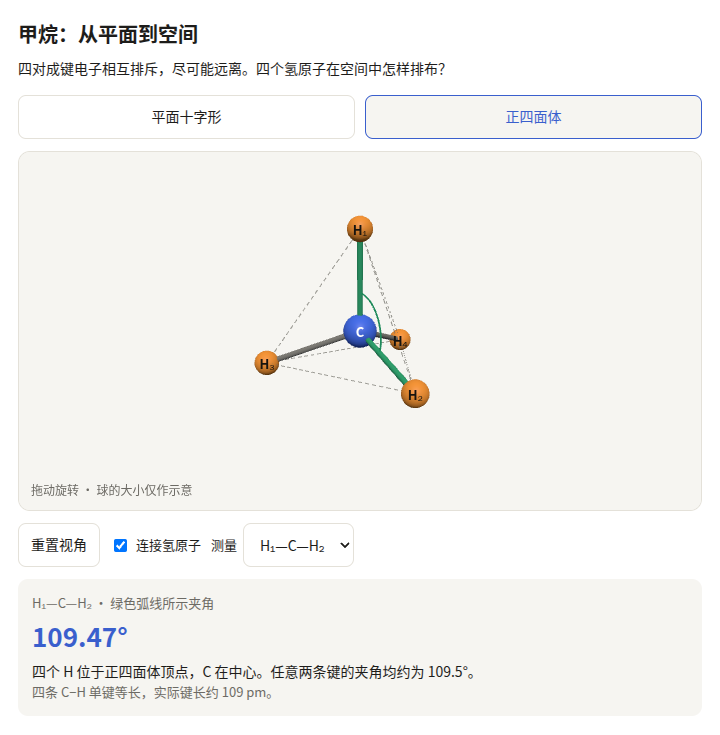 甲烷：从平面到空间
四对成键电子相互排斥，尽可能远离。四个氢原子在空间中怎样排布？
平面十字形
正四面体
H₁
C
H₄
H₃
H₂
拖动旋转 · 球的大小仅作示意
重置视角
连接氢原子
测量
H₁—C—H₂
H₁—C—H₂ · 绿色弧线所示夹角
109.47°
四个 H 位于正四面体顶点，C 在中心。任意两条键的夹角均约为 109.5°。
四条 C–H 单键等长，实际键长约 109 pm。